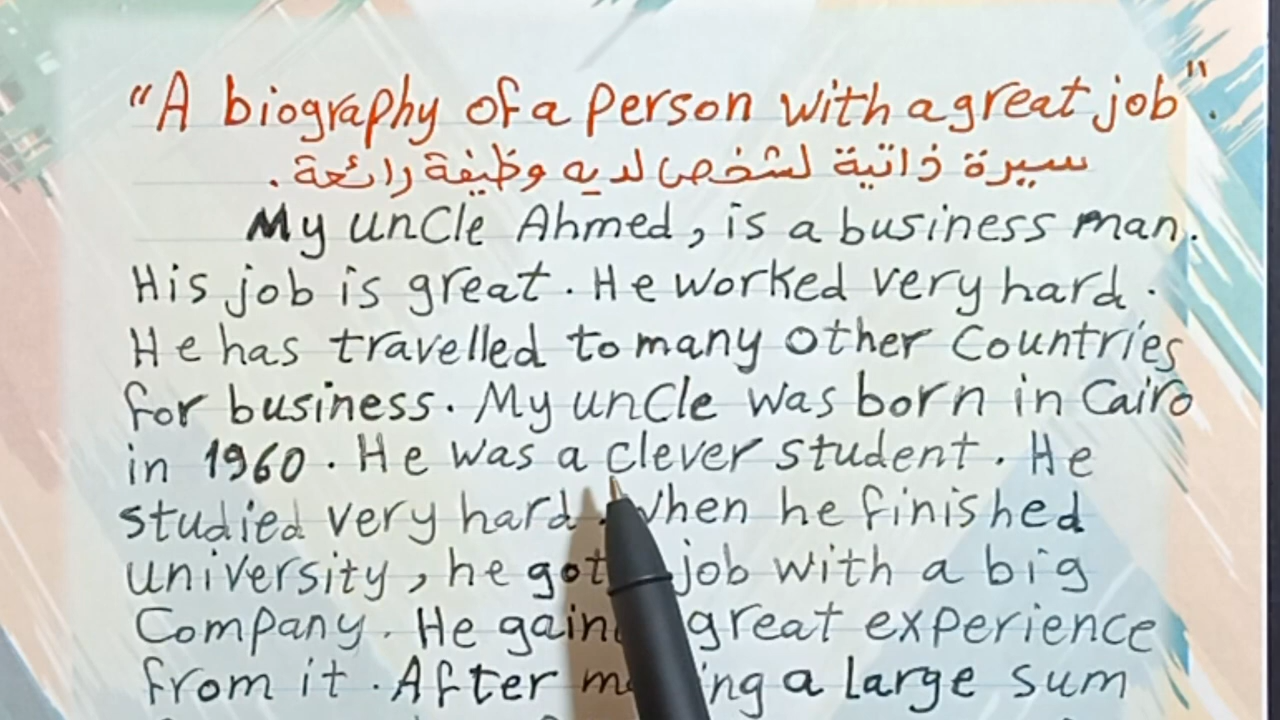 "A biography of a person with a great job".
سيرة ذاتية لشخص لديه وظيفة رائعة.
My uncle Ahmed, is a business man.
His job is great. He worked very hard.
He has travelled to many other countries
for business. My uncle was born in Cairo
in 1960. He was a clever student. He
studied very hard. When he finished
university, he got job with a big
Company. He great experience
from it. After a large sum